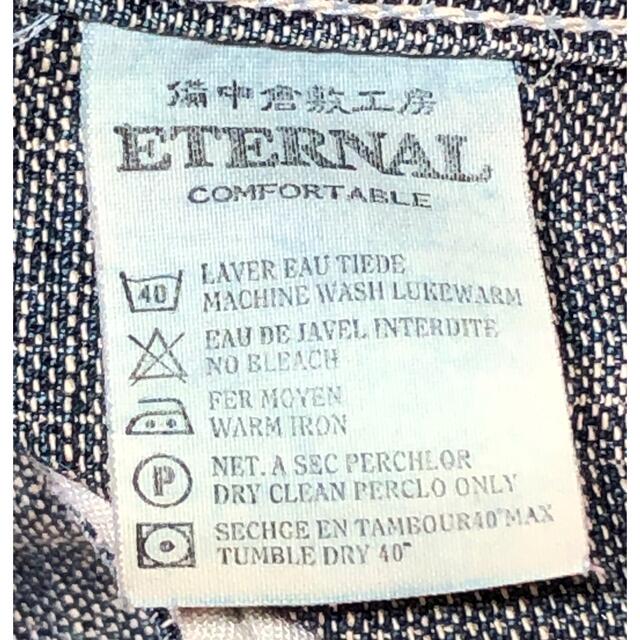 備中倉敷工房
ETERNAL
COMFORTABLE
40
LAVER EAU TIEDE
MACHINE WASH LUKEWARM
EAU DE JAVEL INTERDITE
NO BLEACH
FER MOYEN
WARM IRON
P
NET. A SEC PERCHLOR
DRY CLEAN PERCLO ONLY
SECHGE EN TAMBOUR 40°MAX
TUMBLE DRY 40°